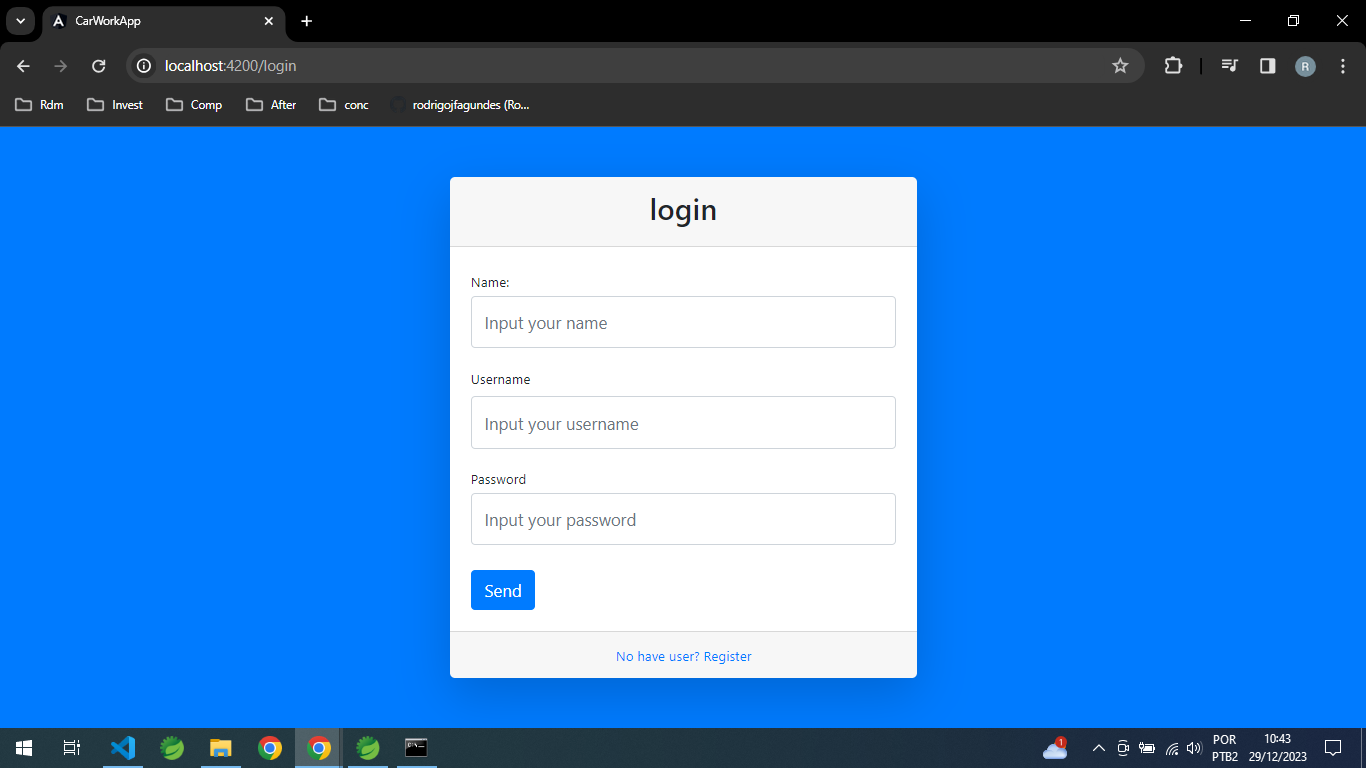 CarWorkApp
localhost:4200/login
R
Rdm Invest Comp After conc rodrigojfagundes (Ro...
login
Name:
Input your name
Username
Input your username
Password
Input your password
Send
No have user? Register
1
POR 10:43
PTB2 29/12/2023